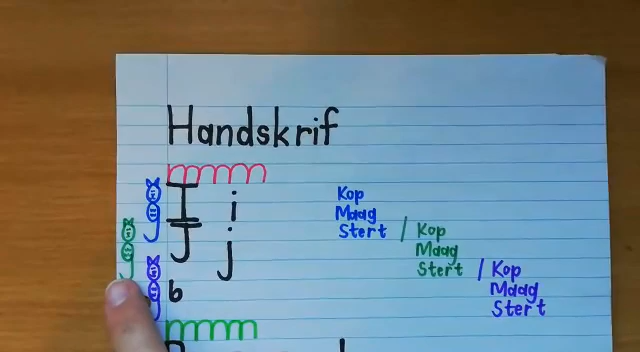 Handskrif
I i
J j
b
Kop
Maag
Stert / Kop
Maag
Stert / Kop
Maag
Stert